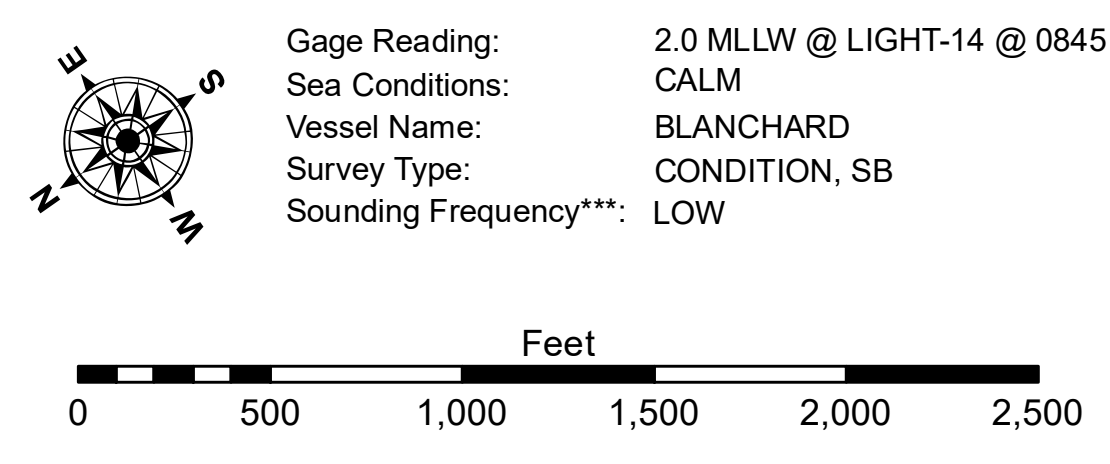 E
S
N
W
Gage Reading: 2.0 MLLW @ LIGHT-14 @ 0845
Sea Conditions: CALM
Vessel Name: BLANCHARD
Survey Type: CONDITION, SB
Sounding Frequency***: LOW
Feet
0 500 1,000 1,500 2,000 2,500